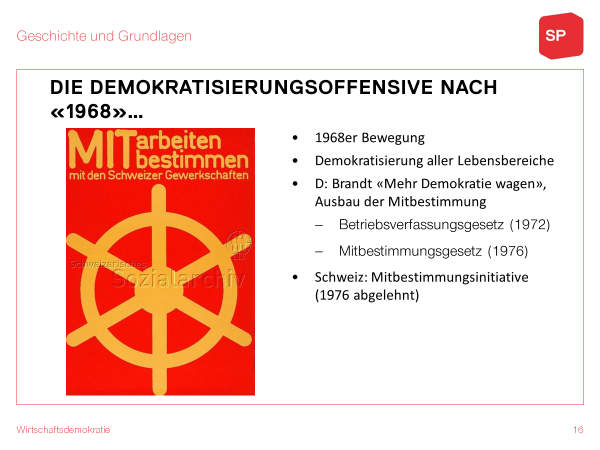 Geschichte und Grundlagen
SP
DIE DEMOKRATISIERUNGSOFFENSIVE NACH
«1968»…
MITarbeiten
bestimmen
mit den Schweizer Gewerkschaften
Schweizerisches
Sozialarchiv
• 1968er Bewegung
• Demokratisierung aller Lebensbereiche
• D: Brandt «Mehr Demokratie wagen»,
Ausbau der Mitbestimmung
– Betriebsverfassungsgesetz (1972)
– Mitbestimmungsgesetz (1976)
• Schweiz: Mitbestimmungsinitiative
(1976 abgelehnt)
Wirtschaftsdemokratie
16